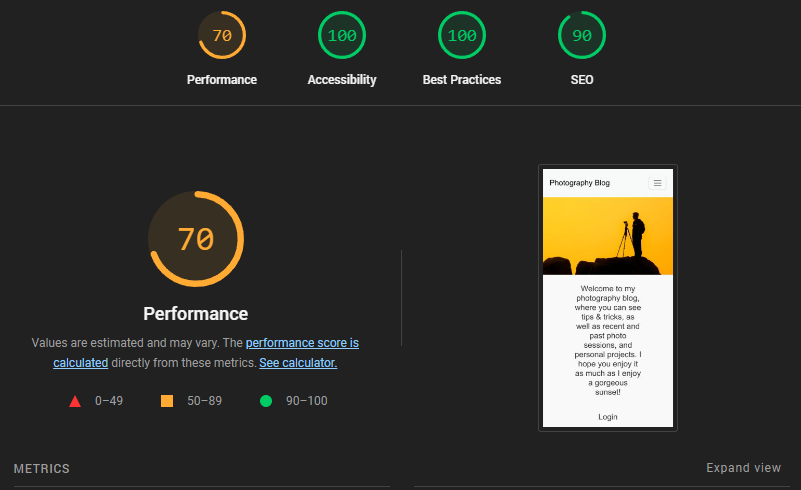 70
100
100
90
Performance
Accessibility
Best Practices
SEO
70
Performance
Values are estimated and may vary. The performance score is
calculated directly from these metrics. See calculator.
0–49
50–89
90–100
Photography Blog
Welcome to my
photography blog,
where you can see
tips & tricks, as
well as recent and
past photo
sessions, and
personal projects. I
hope you enjoy it
as much as I enjoy
a gorgeous
sunset!
Login
METRICS
Expand view